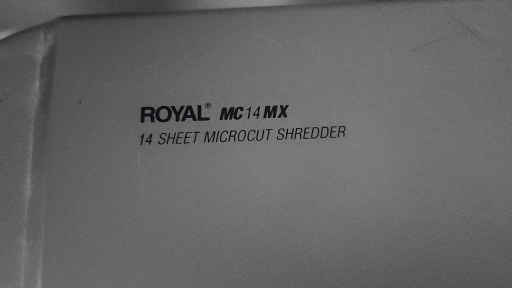 ROYAL® MC14MX
14 SHEET MICROCUT SHREDDER